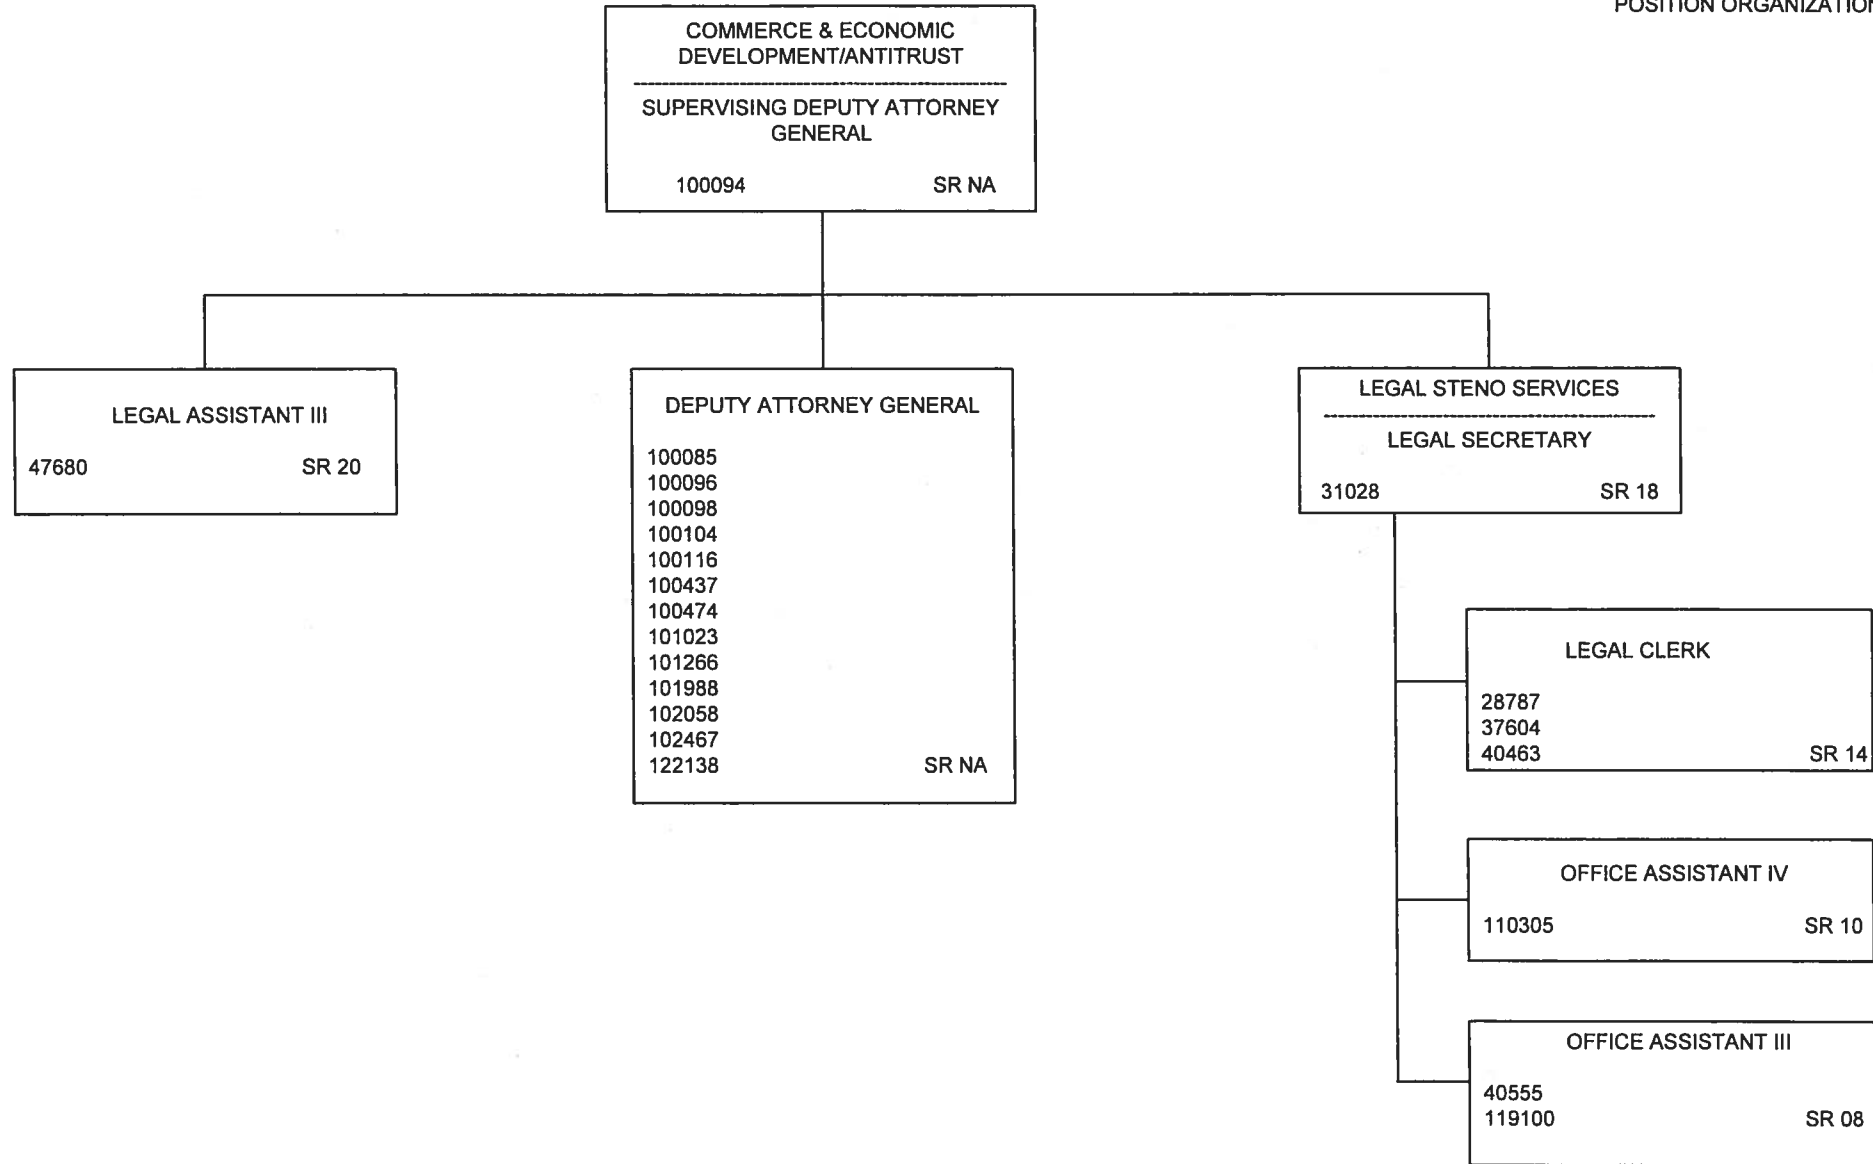 POSITION ORGANIZATION
COMMERCE & ECONOMIC
DEVELOPMENT/ANTITRUST
SUPERVISING DEPUTY ATTORNEY
GENERAL
100094 SR NA
LEGAL ASSISTANT III
47680 SR 20
DEPUTY ATTORNEY GENERAL
100085
100096
100098
100104
100116
100437
100474
101023
101266
101988
102058
102467
122138 SR NA
LEGAL STENO SERVICES
LEGAL SECRETARY
31028 SR 18
LEGAL CLERK
28787
37604
40463 SR 14
OFFICE ASSISTANT IV
110305 SR 10
OFFICE ASSISTANT III
40555
119100 SR 08